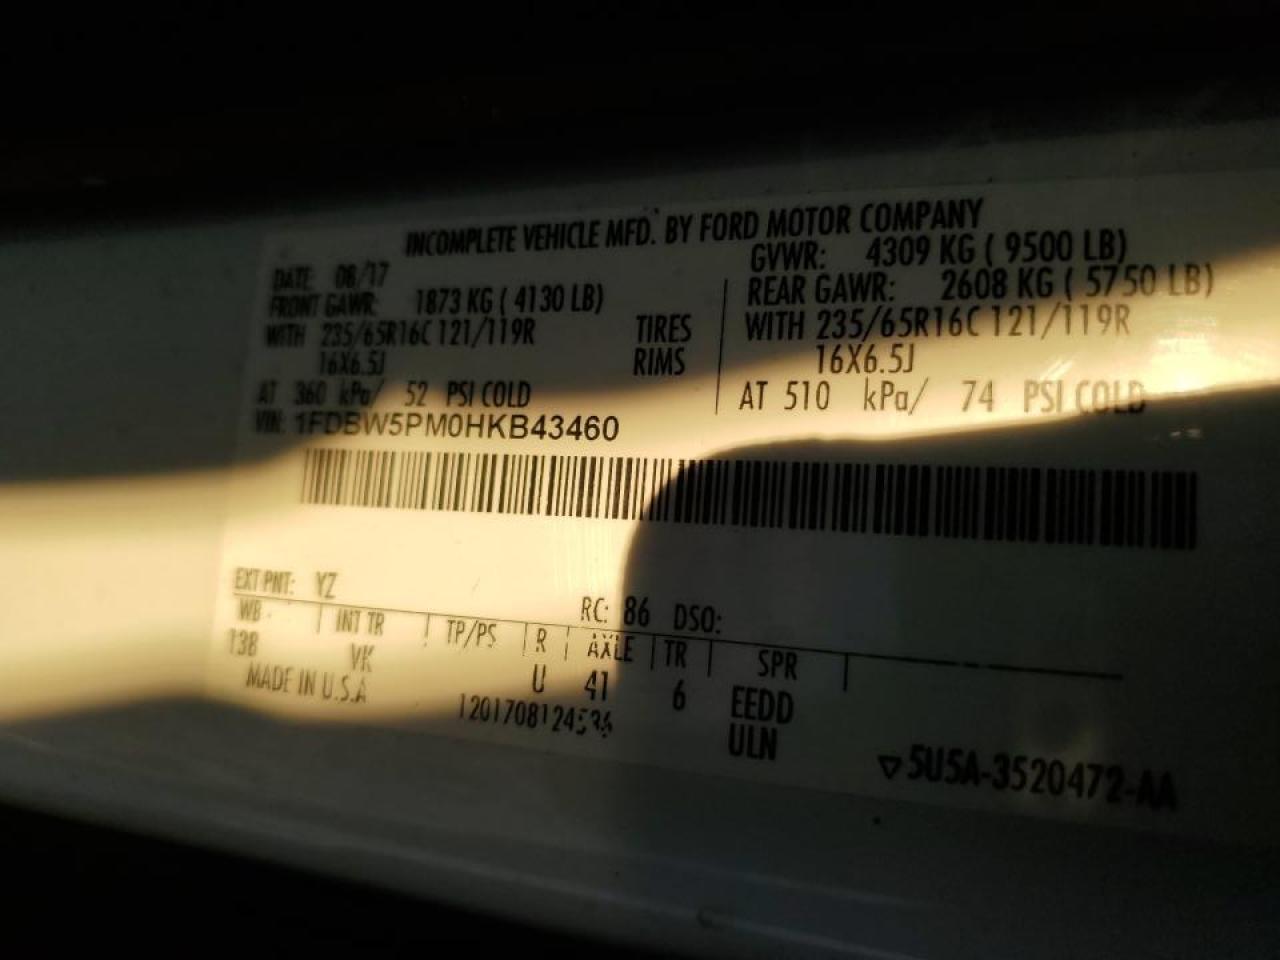 INCOMPLETE VEHICLE MFD. BY FORD MOTOR COMPANY
DATE: 08/17 GVWR: 4309 KG ( 9500 LB)
FRONT GAWR: 1873 KG ( 4130 LB) REAR GAWR: 2608 KG ( 5750 LB)
WITH 235/65R16C 121/119R TIRES WITH 235/65R16C 121/119R
16X6.5J RIMS 16X6.5J
AT 360 kPa/ 52 PSI COLD AT 510 kPa/ 74 PSI COLD
VIN: 1FDBW5PM0HKB43460
EXT PNT: YZ RC: 86 DSO:
WB INT TR TP/PS R AXLE TR SPR
138 VK U 41 6 EEDD
MADE IN U.S.A 120170812453 ULN
5U5A-3520472-AA